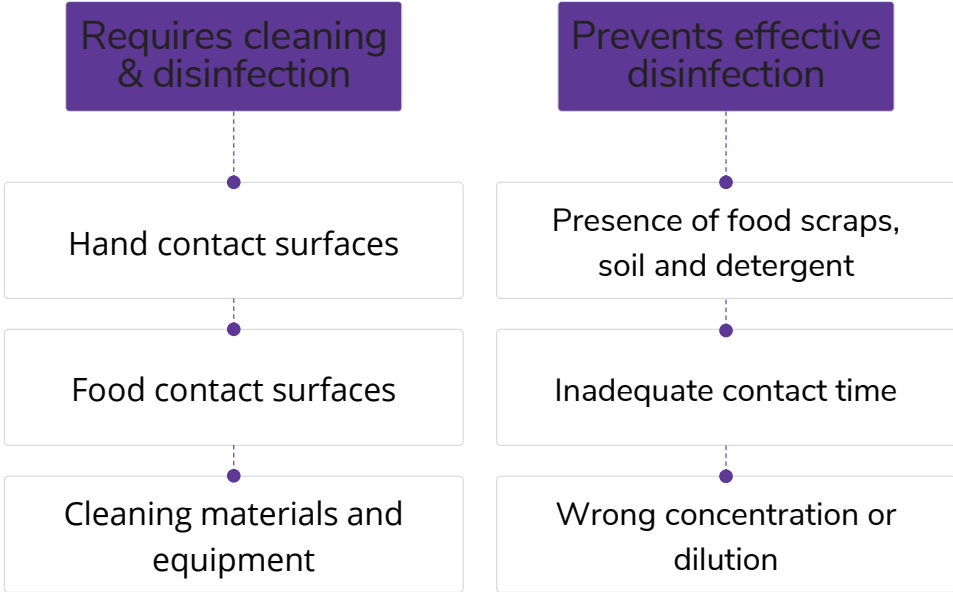 Requires cleaning
& disinfection
Hand contact surfaces
Food contact surfaces
Cleaning materials and
equipment
Prevents effective
disinfection
Presence of food scraps,
soil and detergent
Inadequate contact time
Wrong concentration or
dilution